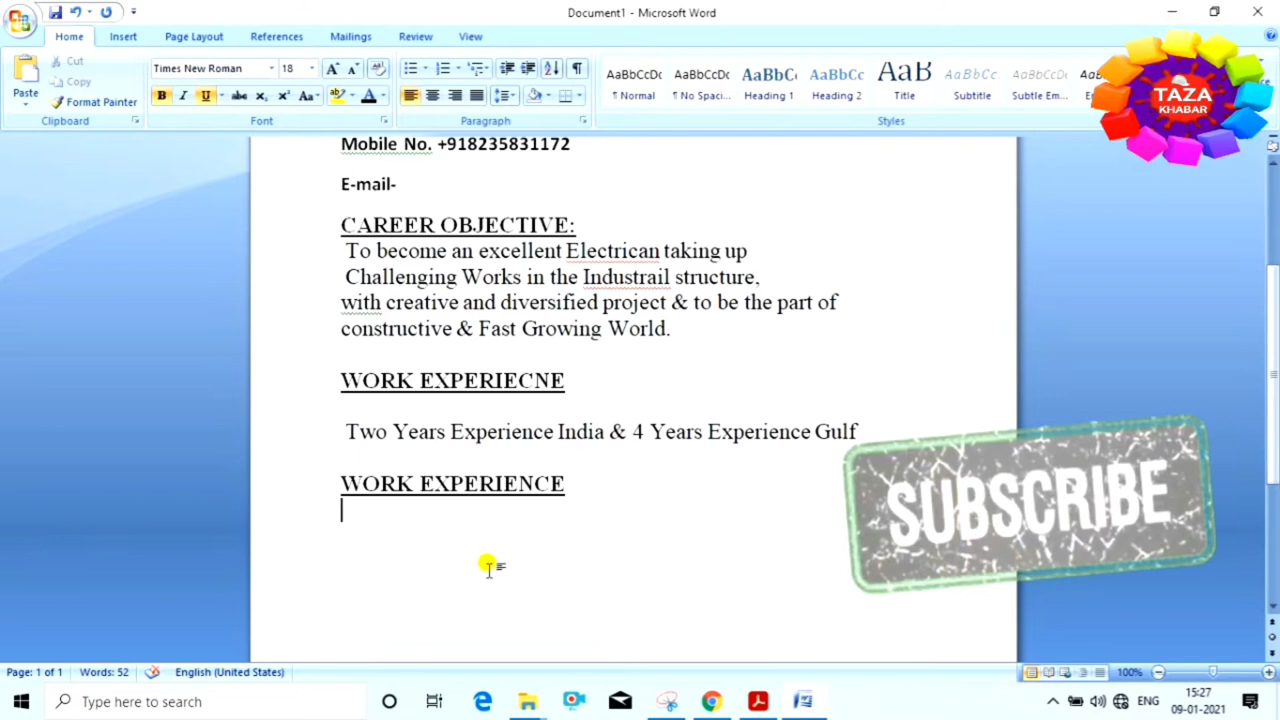 Document1 - Microsoft Word
Home Insert Page Layout References Mailings Review View
Paste
Cut
Copy
Format Painter
Clipboard
Times New Roman 18
Font
Paragraph
AaBbCcDc AaBbCcDc AaBbC AaBbCc AaB AaBbCc. AaBbCcDc
¶ Normal ¶ No Spaci... Heading 1 Heading 2 Title Subtitle Subtle Em...
Styles
TAZA
KHABAR
Mobile No. +918235831172
E-mail-
CAREER OBJECTIVE:
To become an excellent Electrican taking up
Challenging Works in the Industrail structure,
with creative and diversified project & to be the part of
constructive & Fast Growing World.
WORK EXPERIECNE
Two Years Experience India & 4 Years Experience Gulf
WORK EXPERIENCE
SUBSCRIBE
Page: 1 of 1 Words: 52 English (United States) 100%
Type here to search
ENG
15:27
09-01-2021